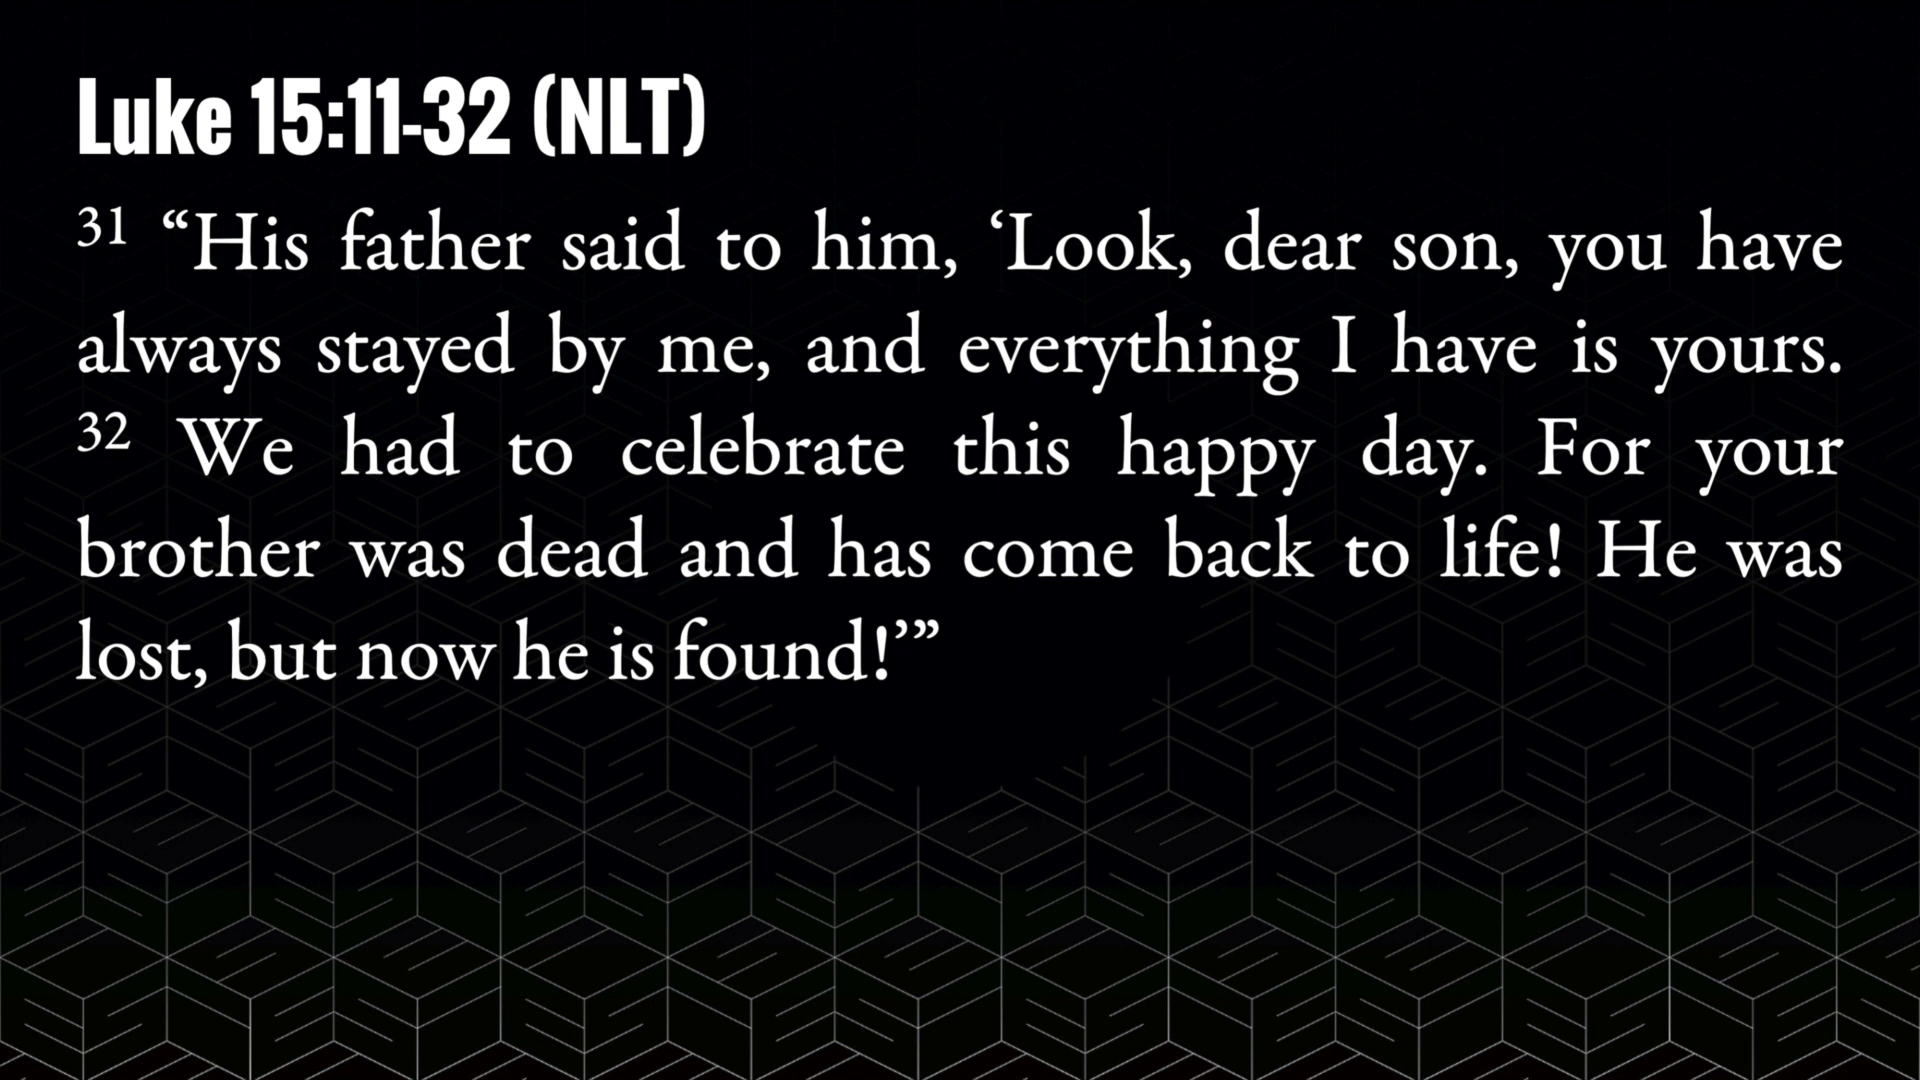 Luke 15:11-32 (NLT)
31 “His father said to him, ‘Look, dear son, you have
always stayed by me, and everything I have is yours.
32 We had to celebrate this happy day. For your
brother was dead and has come back to life! He was
lost, but now he is found!’”